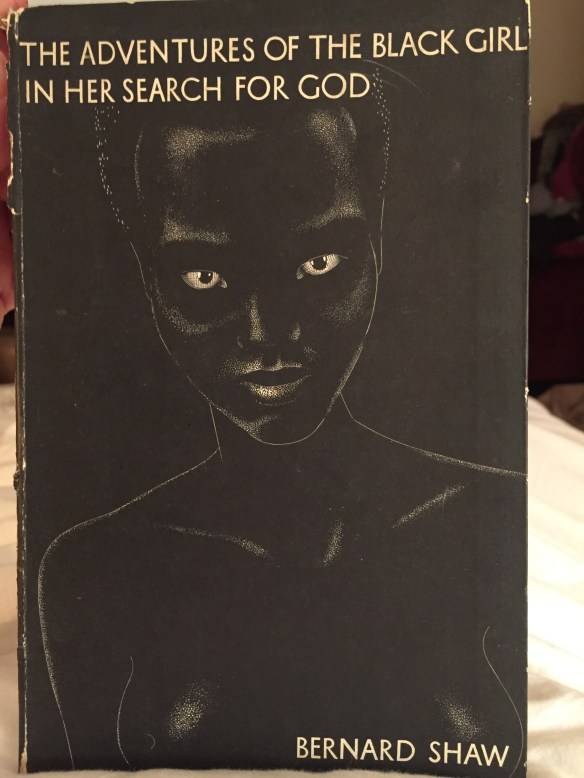 THE ADVENTURES OF THE BLACK GIRL
IN HER SEARCH FOR GOD
BERNARD SHAW